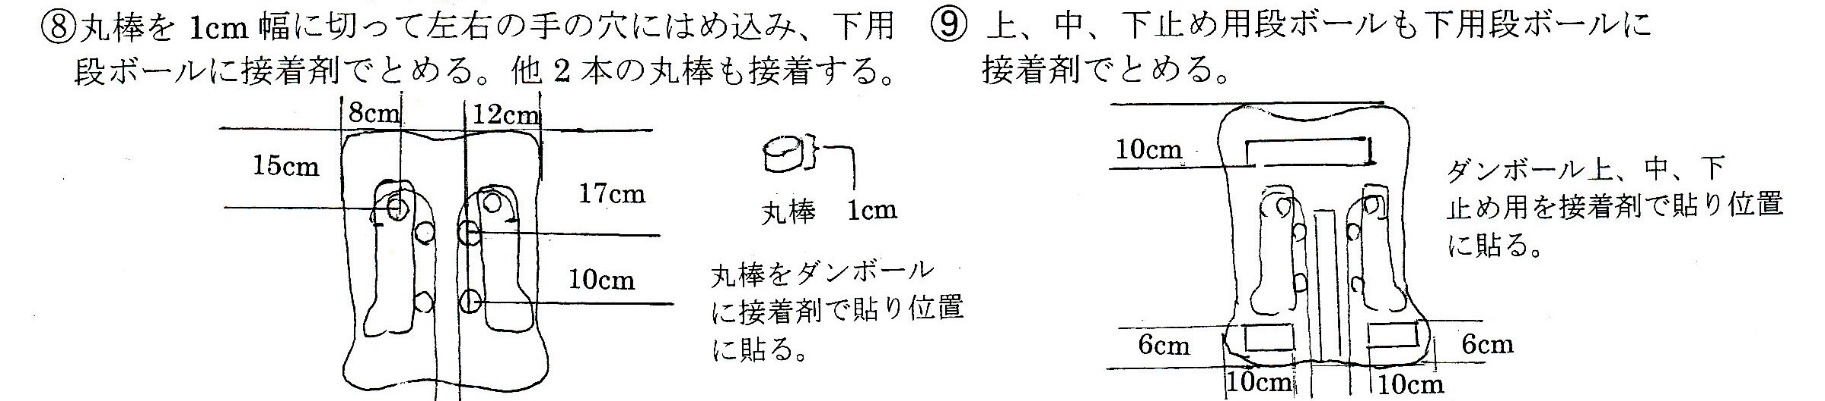 ⑧丸棒を 1cm 幅に切って左右の手の穴にはめ込み、下用
段ボールに接着剤でとめる。他 2 本の丸棒も接着する。
8cm
12cm
15cm
17cm
10cm
丸棒 1cm
丸棒をダンボール
に接着剤で貼り位置
に貼る。
⑨ 上、中、下止め用段ボールも下用段ボールに
接着剤でとめる。
10cm
ダンボール上、中、下
止め用を接着剤で貼り位置
に貼る。
6cm
6cm
10cm
10cm